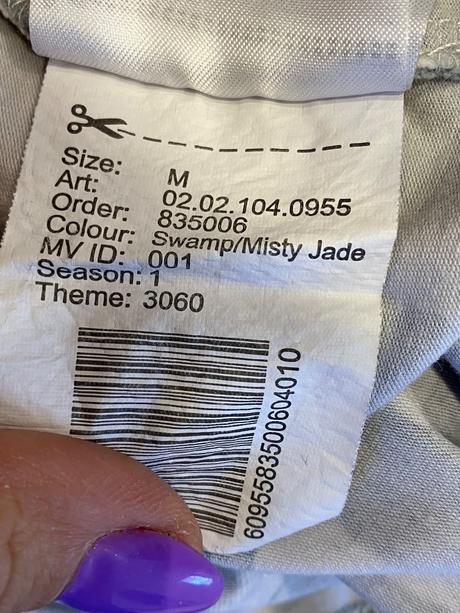 Size: M
Art: 02.02.104.0955
Order: 835006
Colour: Swamp/Misty Jade
MV ID: 001
Season: 1
Theme: 3060
6095583500604010